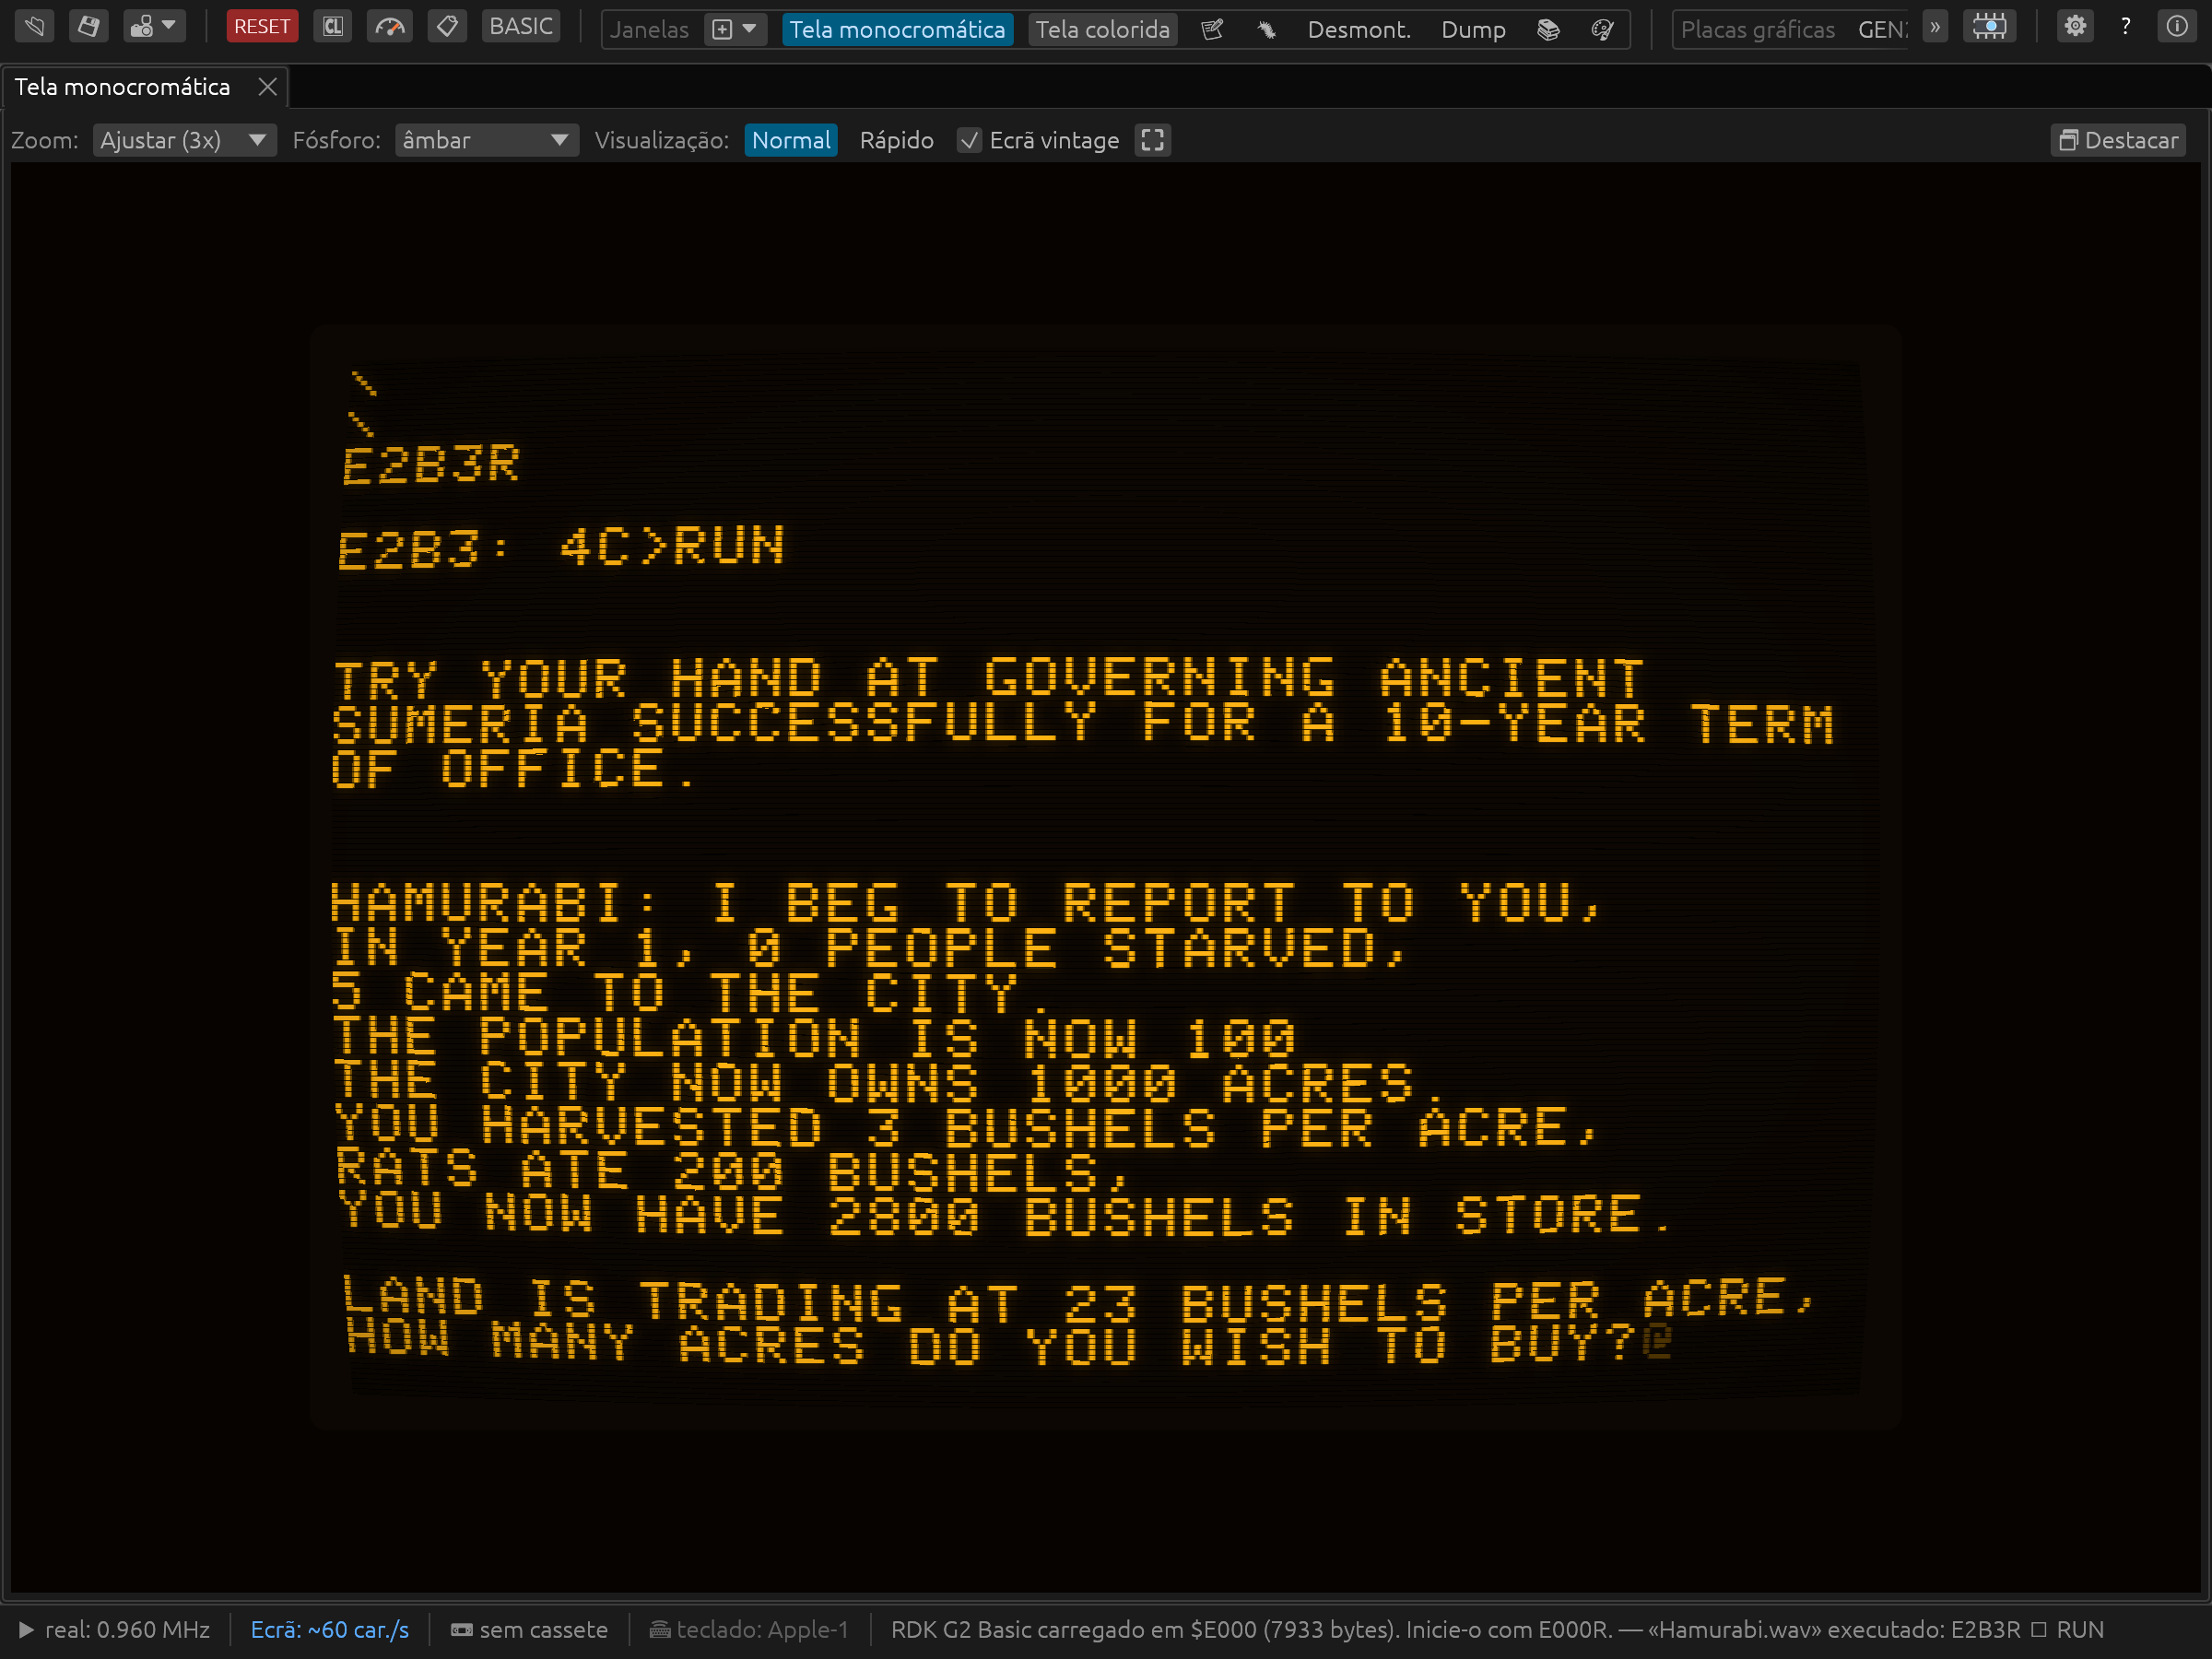 RESET CL BASIC Janelas Tela monocromática Tela colorida Desmont. Dump Placas gráficas GEN » ?
Tela monocromática
Zoom: Ajustar (3x) Fósforo: âmbar Visualização: Normal Rápido Ecrã vintage Destacar
\
\
E2B3R
E2B3: 4C>RUN
TRY YOUR HAND AT GOVERNING ANCIENT
SUMERIA SUCCESSFULLY FOR A 10-YEAR TERM
OF OFFICE.
HAMURABI: I BEG TO REPORT TO YOU,
IN YEAR 1, 0 PEOPLE STARVED,
5 CAME TO THE CITY.
THE POPULATION IS NOW 100
THE CITY NOW OWNS 1000 ACRES.
YOU HARVESTED 3 BUSHELS PER ACRE,
RATS ATE 200 BUSHELS,
YOU NOW HAVE 2800 BUSHELS IN STORE.
LAND IS TRADING AT 23 BUSHELS PER ACRE,
HOW MANY ACRES DO YOU WISH TO BUY?@
real: 0.960 MHz Ecrã: ~60 car./s sem cassete teclado: Apple-1 RDK G2 Basic carregado em $E000 (7933 bytes). Inicie-o com E000R. — «Hamurabi.wav» executado: E2B3R □ RUN